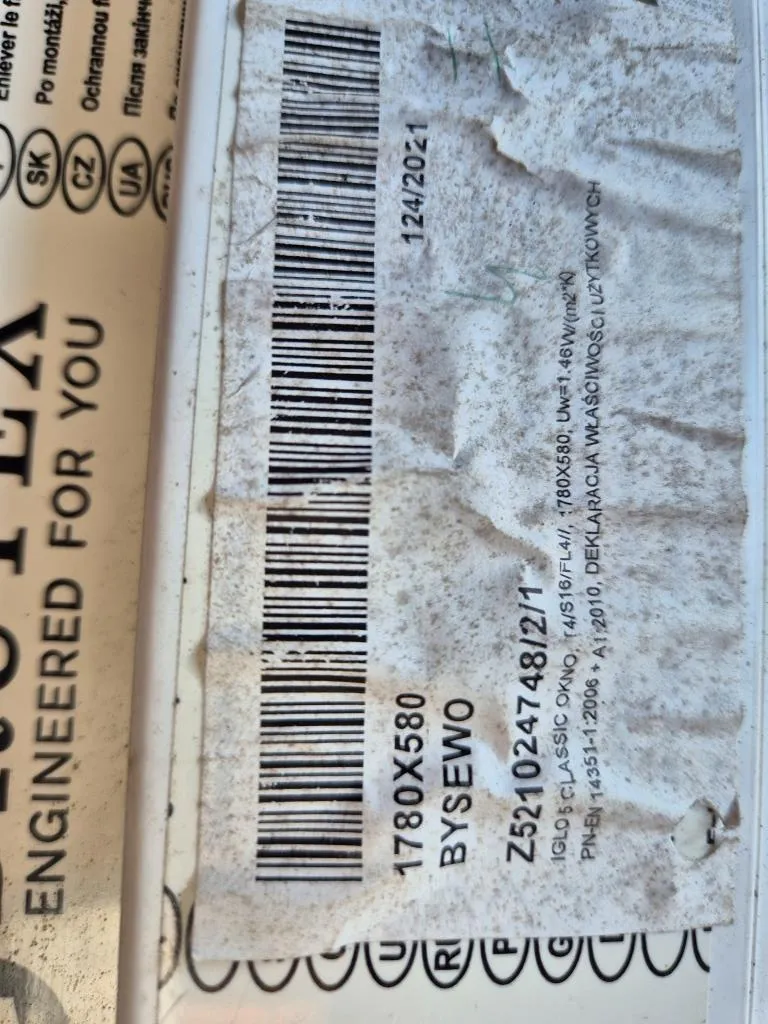 Enlever le f
SK Po montáži,
CZ Ochrannou f
UA Після закінч
ENGINEERED FOR YOU
1780X580 124/2021
BYSEWO
Z521024748/2/1
IGLO 5 CLASSIC OKNO, T4/S16/FL4//, 1780X580, Uw=1.46W/(m2*K)
PN-EN 14351-1:2006 + A1:2010, DEKLARACJA WŁAŚCIWOŚCI UŻYTKOWYCH